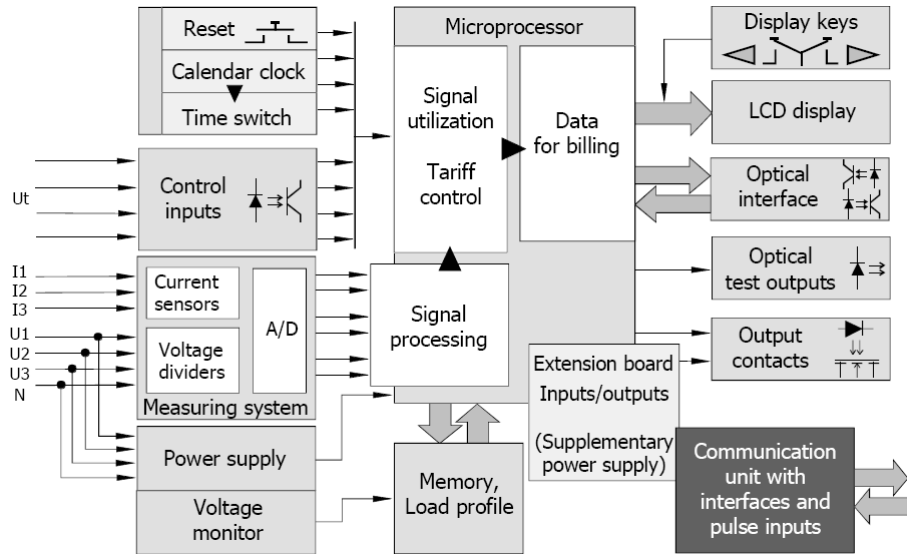 Reset
Calendar clock
Time switch
Ut
Control
inputs
I1
I2
I3
U1
U2
U3
N
Current
sensors
Voltage
dividers
A/D
Measuring system
Power supply
Voltage
monitor
Microprocessor
Signal
utilization
Tariff
control
Data
for billing
Signal
processing
Extension board
Inputs/outputs
(Supplementary
power supply)
Memory,
Load profile
Display keys
LCD display
Optical
interface
Optical
test outputs
Output
contacts
Communication
unit with
interfaces and
pulse inputs